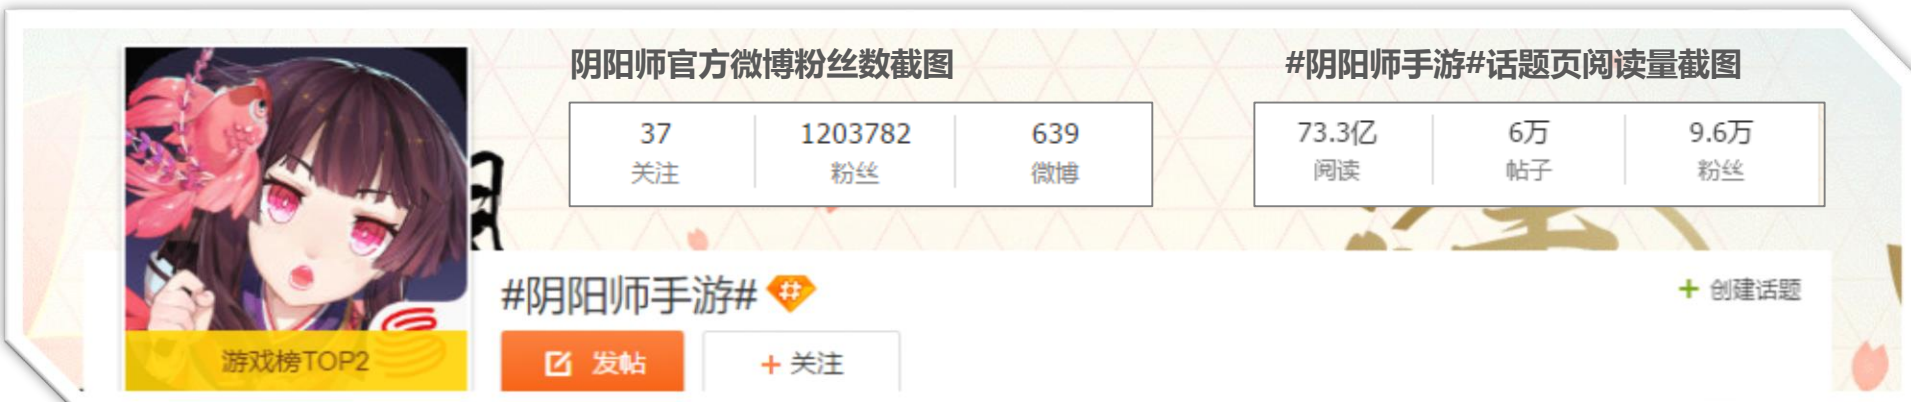 阴阳师官方微博粉丝数截图
#阴阳师手游#话题页阅读量截图
37 1203782 639
关注 粉丝 微博
73.3亿 6万 9.6万
阅读 帖子 粉丝
#阴阳师手游#
+ 创建话题
游戏榜TOP2
发帖
+ 关注